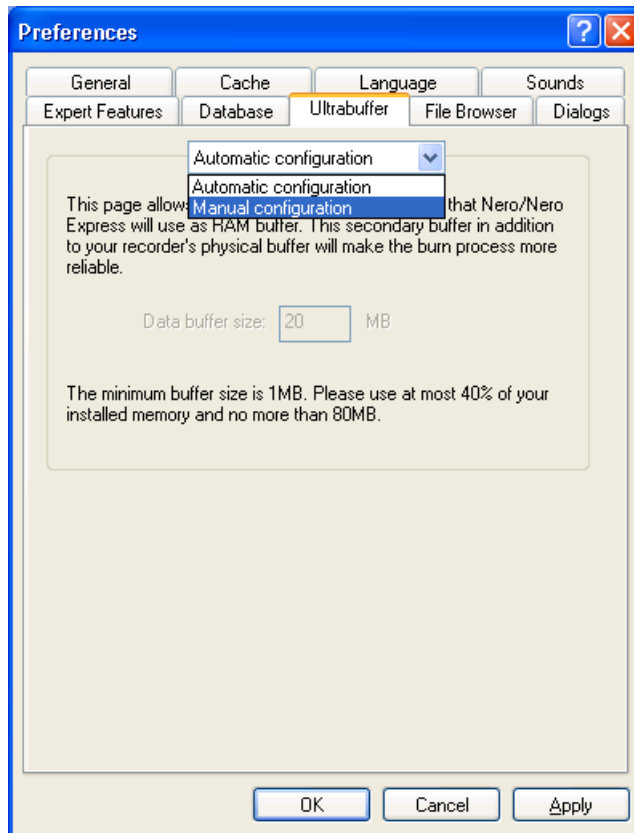 Preferences
General Cache Language Sounds
Expert Features Database Ultrabuffer File Browser Dialogs
Automatic configuration
Automatic configuration
Manual configuration
This page allow that Nero/Nero
Express will use as RAM buffer. This secondary buffer in addition
to your recorder's physical buffer will make the burn process more
reliable.
Data buffer size: 20 MB
The minimum buffer size is 1MB. Please use at most 40% of your
installed memory and no more than 80MB.
OK Cancel Apply